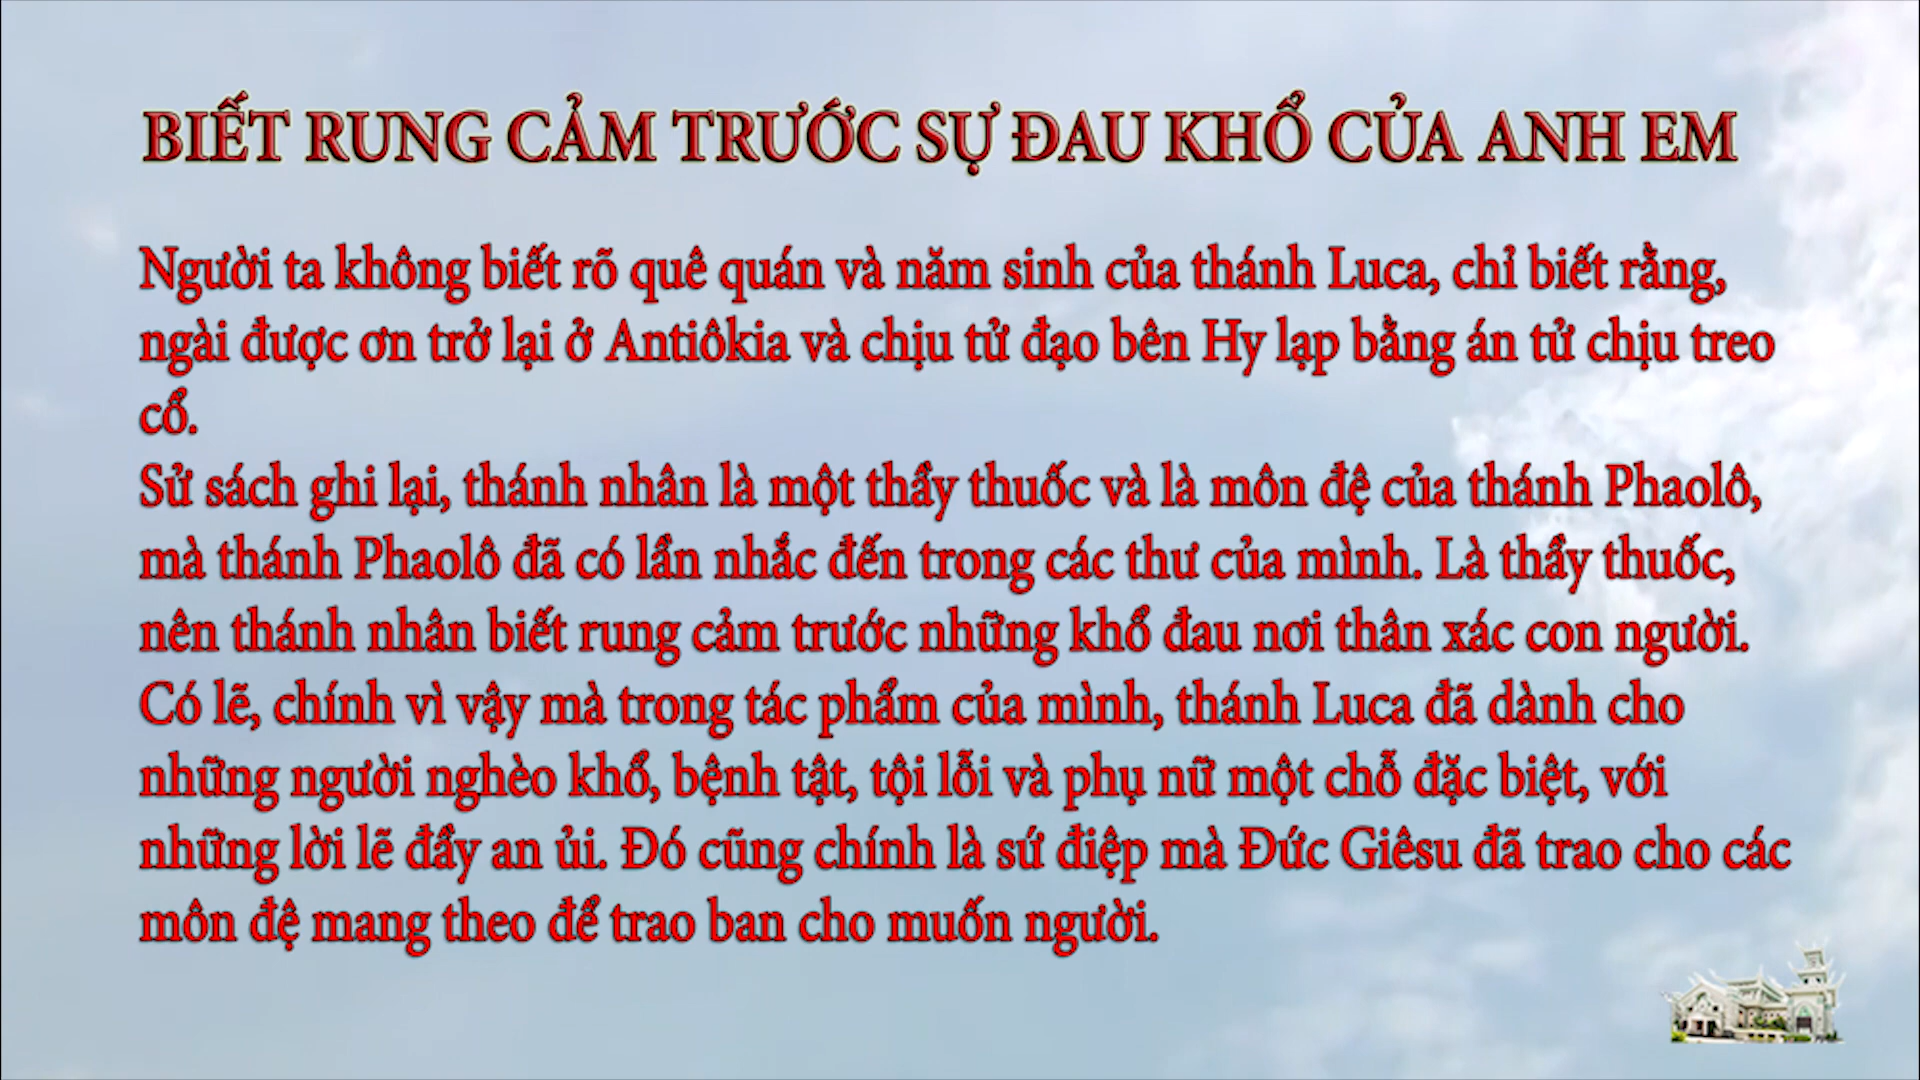 BIẾT RUNG CẢM TRƯỚC SỰ ĐAU KHỔ CỦA ANH EM
Người ta không biết rõ quê quán và năm sinh của thánh Luca, chỉ biết rằng,
ngài được ơn trở lại ở Antiôkia và chịu tử đạo bên Hy lạp bằng án tử chịu treo
cổ.
Sử sách ghi lại, thánh nhân là một thầy thuốc và là môn đệ của thánh Phaolô,
mà thánh Phaolô đã có lần nhắc đến trong các thư của mình. Là thầy thuốc,
nên thánh nhân biết rung cảm trước những khổ đau nơi thân xác con người.
Có lẽ, chính vì vậy mà trong tác phẩm của mình, thánh Luca đã dành cho
những người nghèo khổ, bệnh tật, tội lỗi và phụ nữ một chỗ đặc biệt, với
những lời lẽ đầy an ủi. Đó cũng chính là sứ điệp mà Đức Giêsu đã trao cho các
môn đệ mang theo để trao ban cho muốn người.